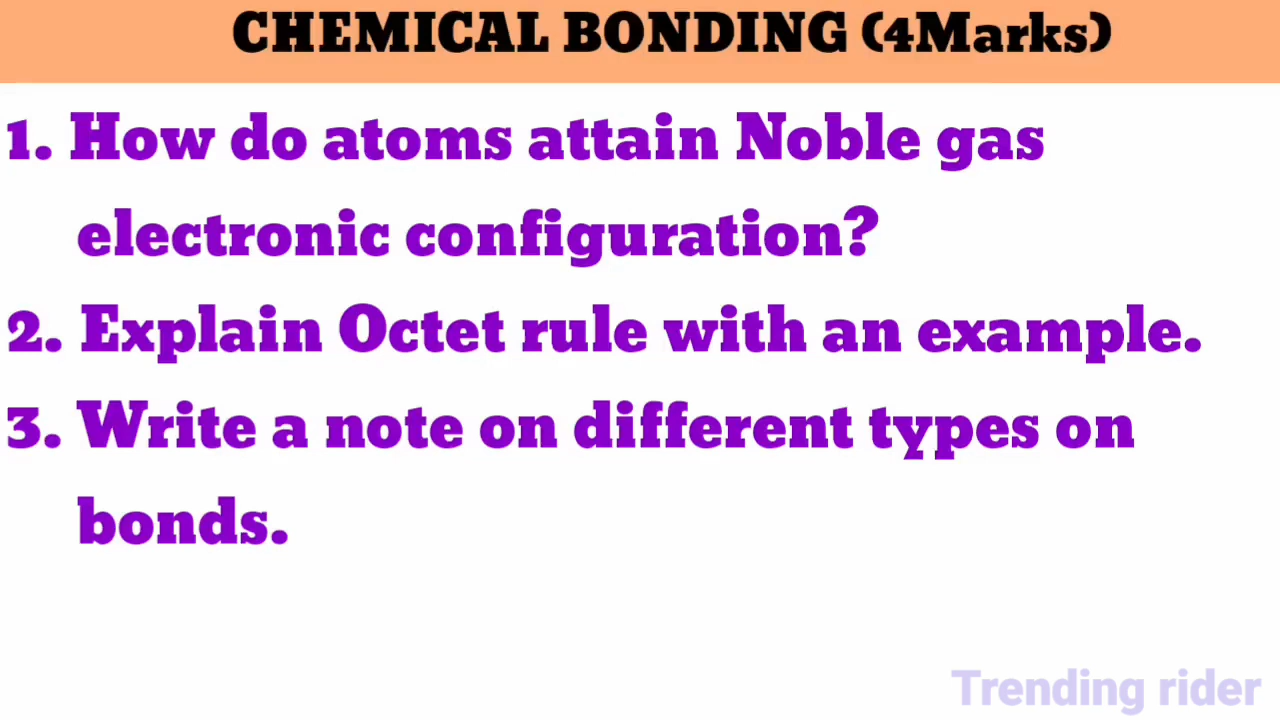 CHEMICAL BONDING (4Marks)
1. How do atoms attain Noble gas
electronic configuration?
2. Explain Octet rule with an example.
3. Write a note on different types on
bonds.
Trending rider